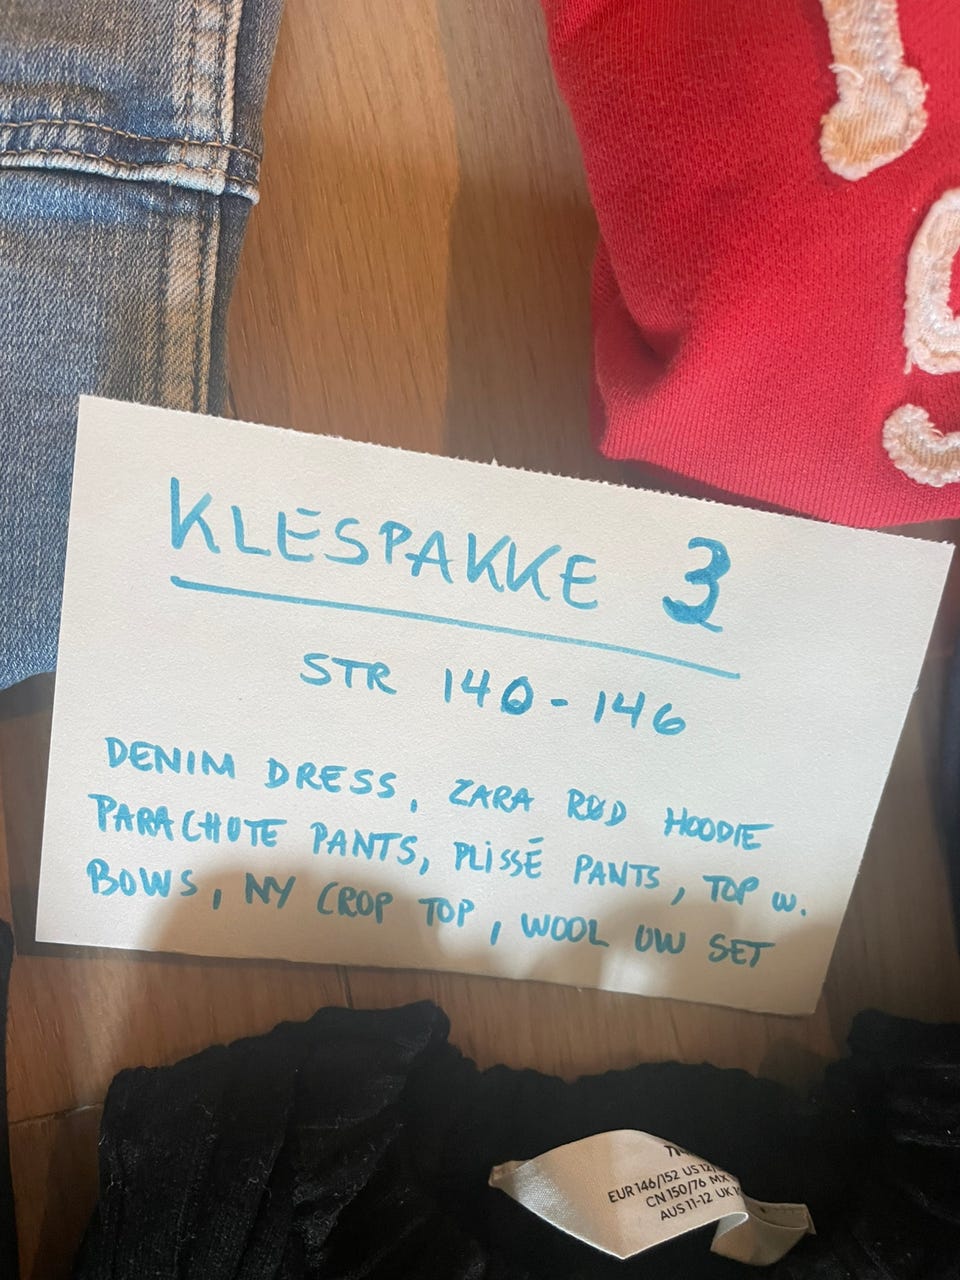 KLESPAKKE 3
STR 140-146
DENIM DRESS, ZARA RØD HOODIE
PARACHUTE PANTS, PLISSÉ PANTS, TOP W.
BOWS, NY CROP TOP, WOOL UW SET
EUR 146/152 US 12/
CN 150/76 MX
AUS 11-12 UK